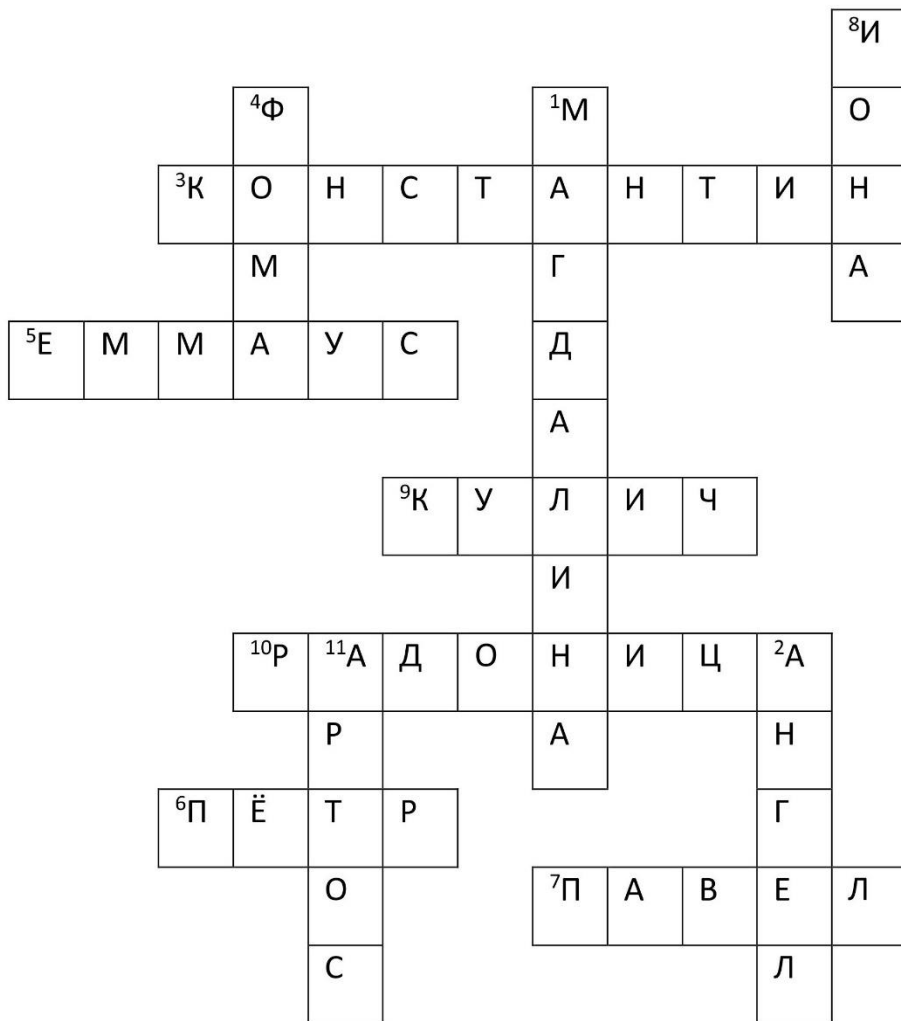 ⁸И
⁴Ф ¹М О
³К О Н С Т А Н Т И Н
М Г А
⁵Е М М А У С Д
А
⁹К У Л И Ч
И
¹⁰Р ¹¹А Д О Н И Ц ²А
Р А Н
⁶П Ё Т Р Г
О ⁷П А В Е Л
С Л